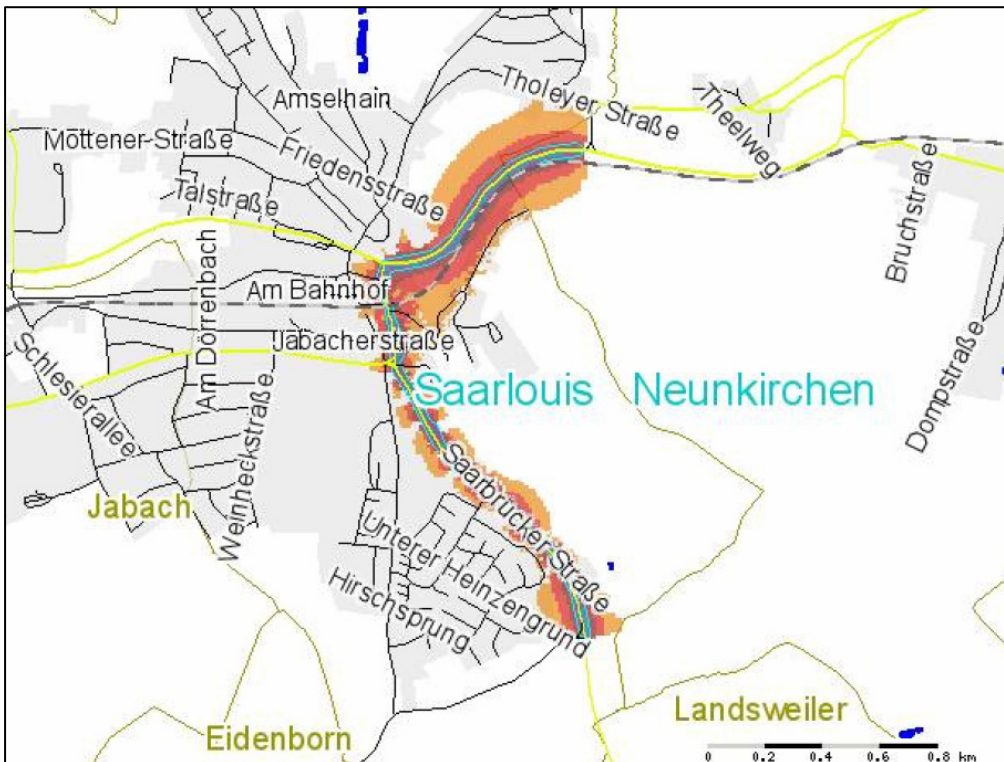 Tholeyer Straße
Theelweg
Amselhain
Mottener-Straße
Friedensstraße
Bruchstraße
Talstraße
Am Dörrenbach
Am Bahnhof
Jabacherstraße
Schlesierallee
Saarlouis Neunkirchen
Dompstraße
Weinheckstraße
Jabach
Saarbrücker Straße
Unterer Heinzengrund
Hirschsprung
Landsweiler
Eidenborn
0 0.2 0.4 0.6 0.8 km